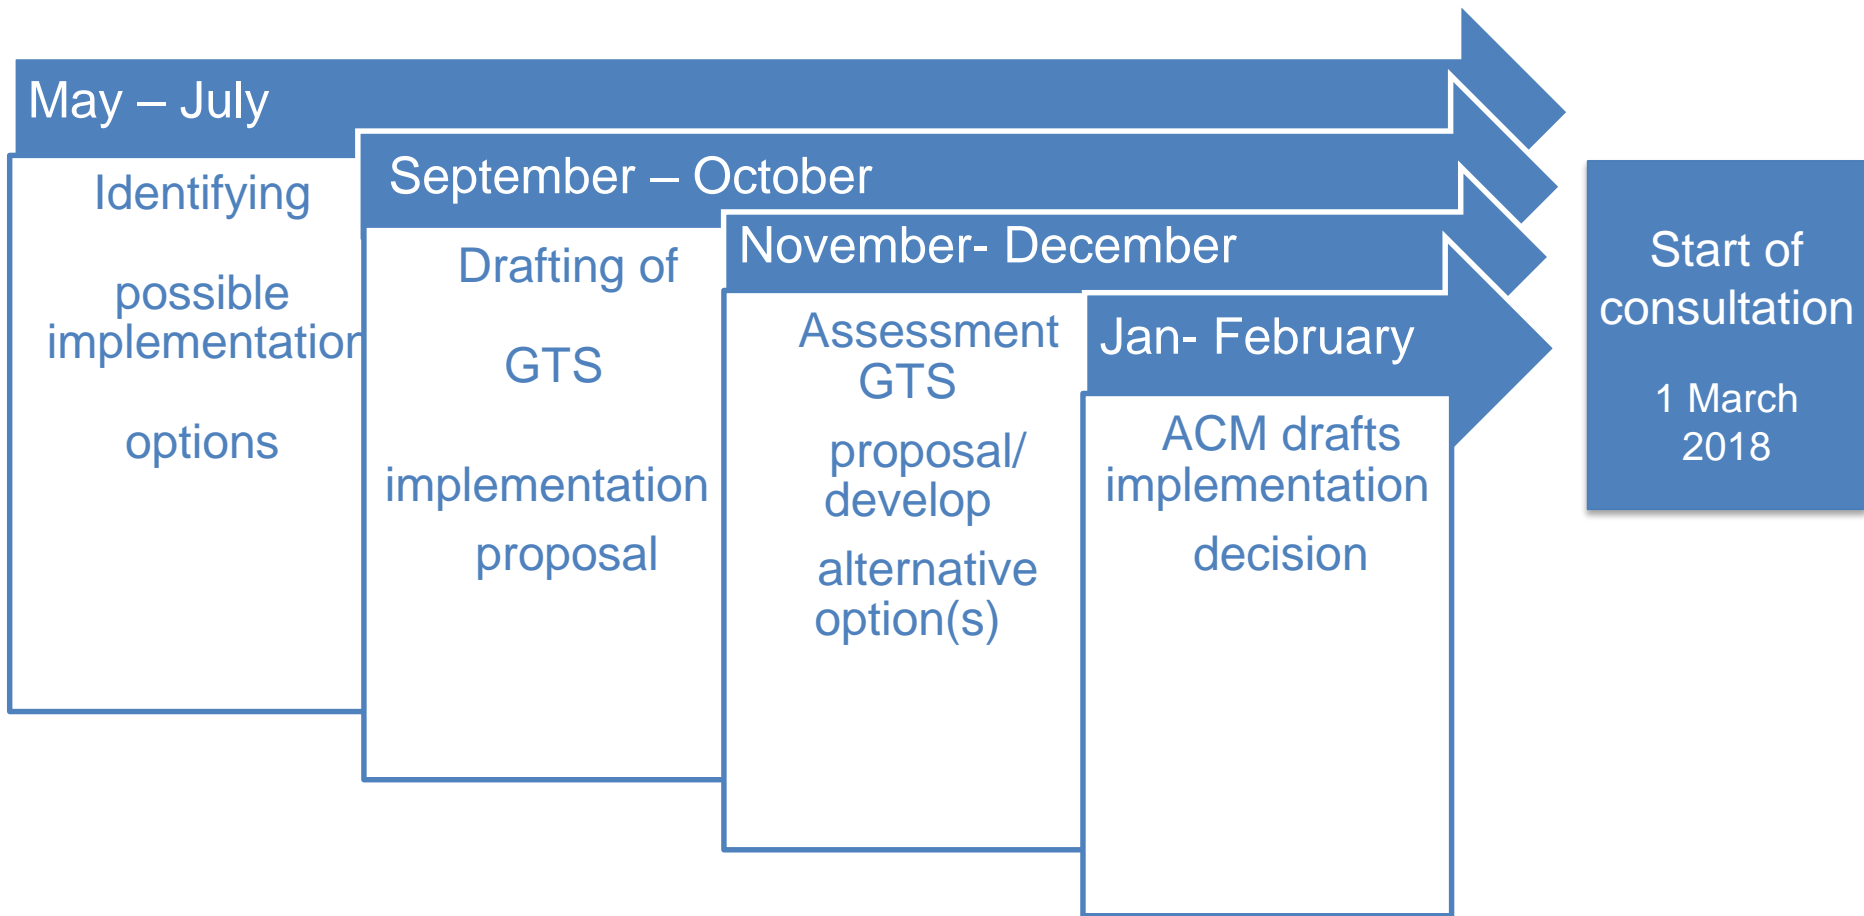 May – July
Identifying
possible
implementation
options
September – October
Drafting of
GTS
implementation
proposal
November- December
Assessment
GTS
proposal/
develop
alternative
option(s)
Jan- February
ACM drafts
implementation
decision
Start of
consultation
1 March
2018